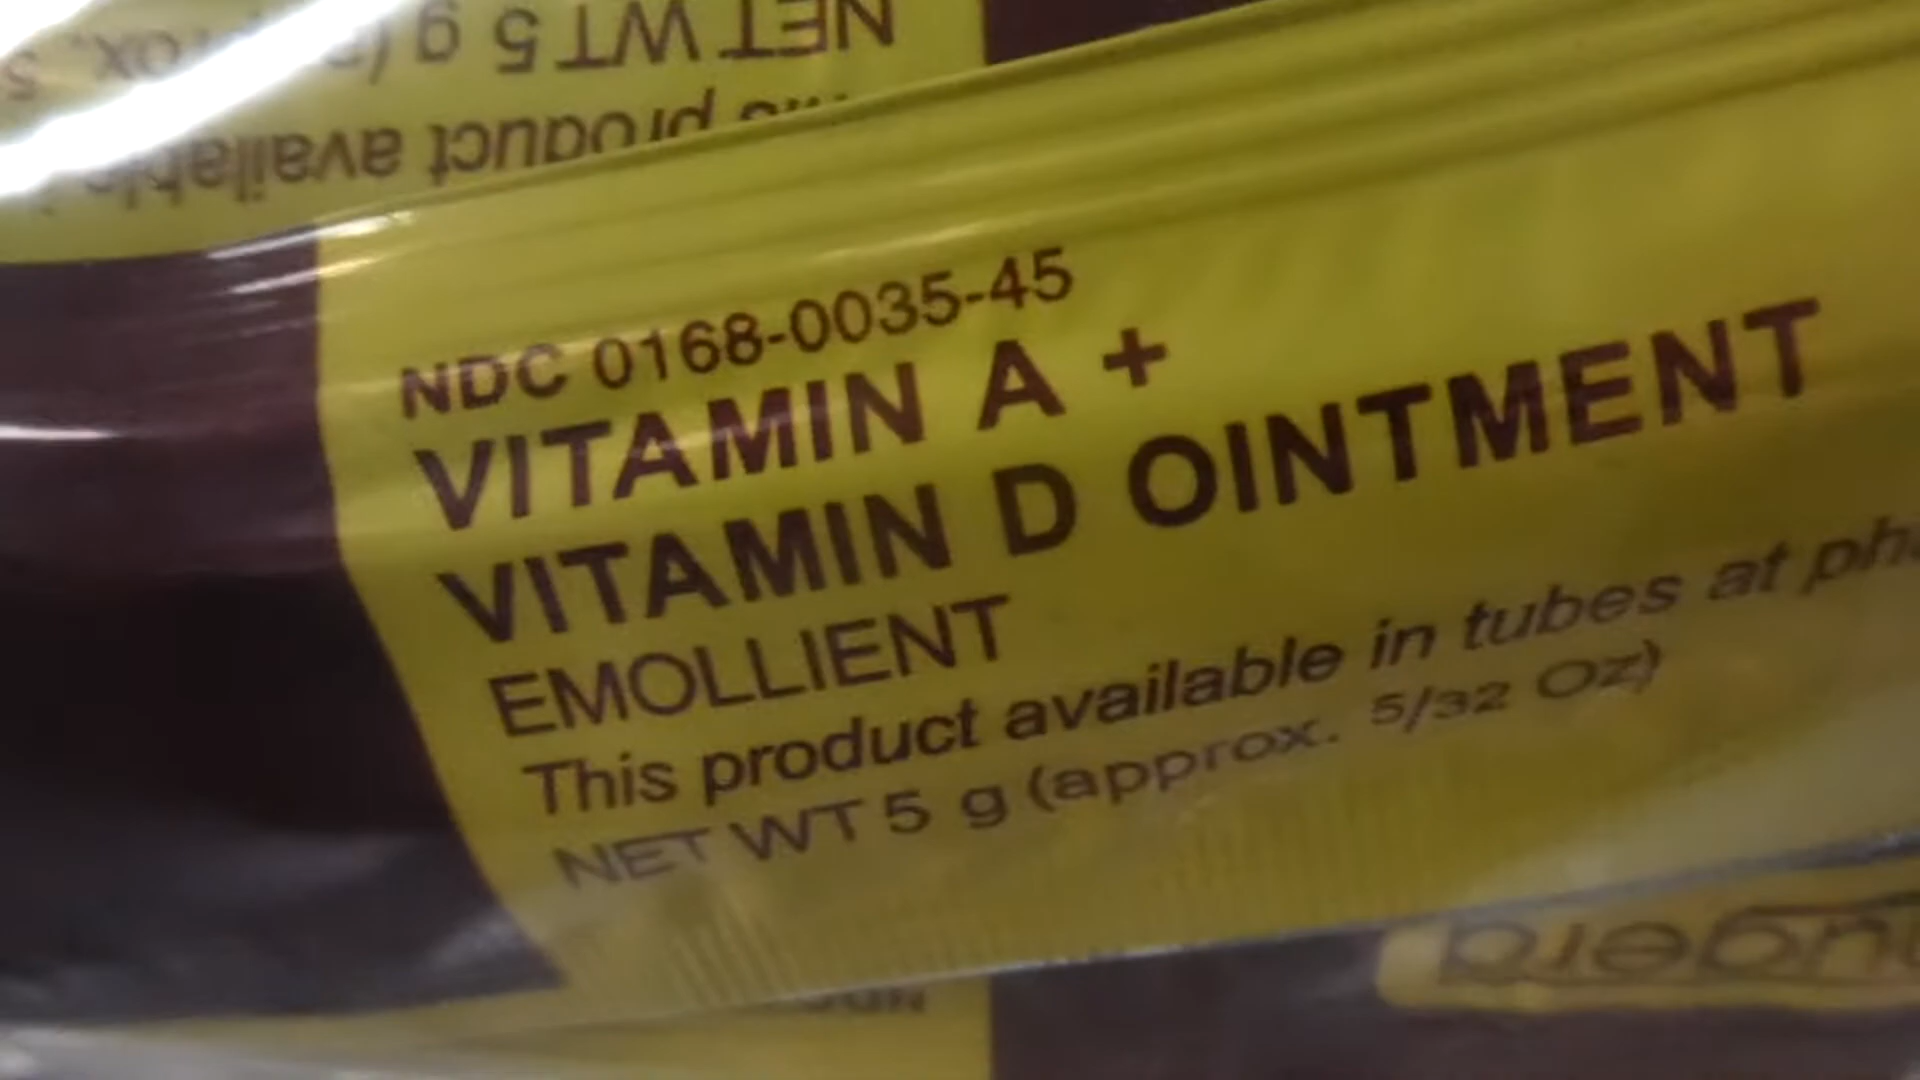 NET WT 5 g (
product available
NDC 0168-0035-45
VITAMIN A +
VITAMIN D OINTMENT
EMOLLIENT
This product available in tubes at
NET WT 5 g (approx. 5/32 Oz)